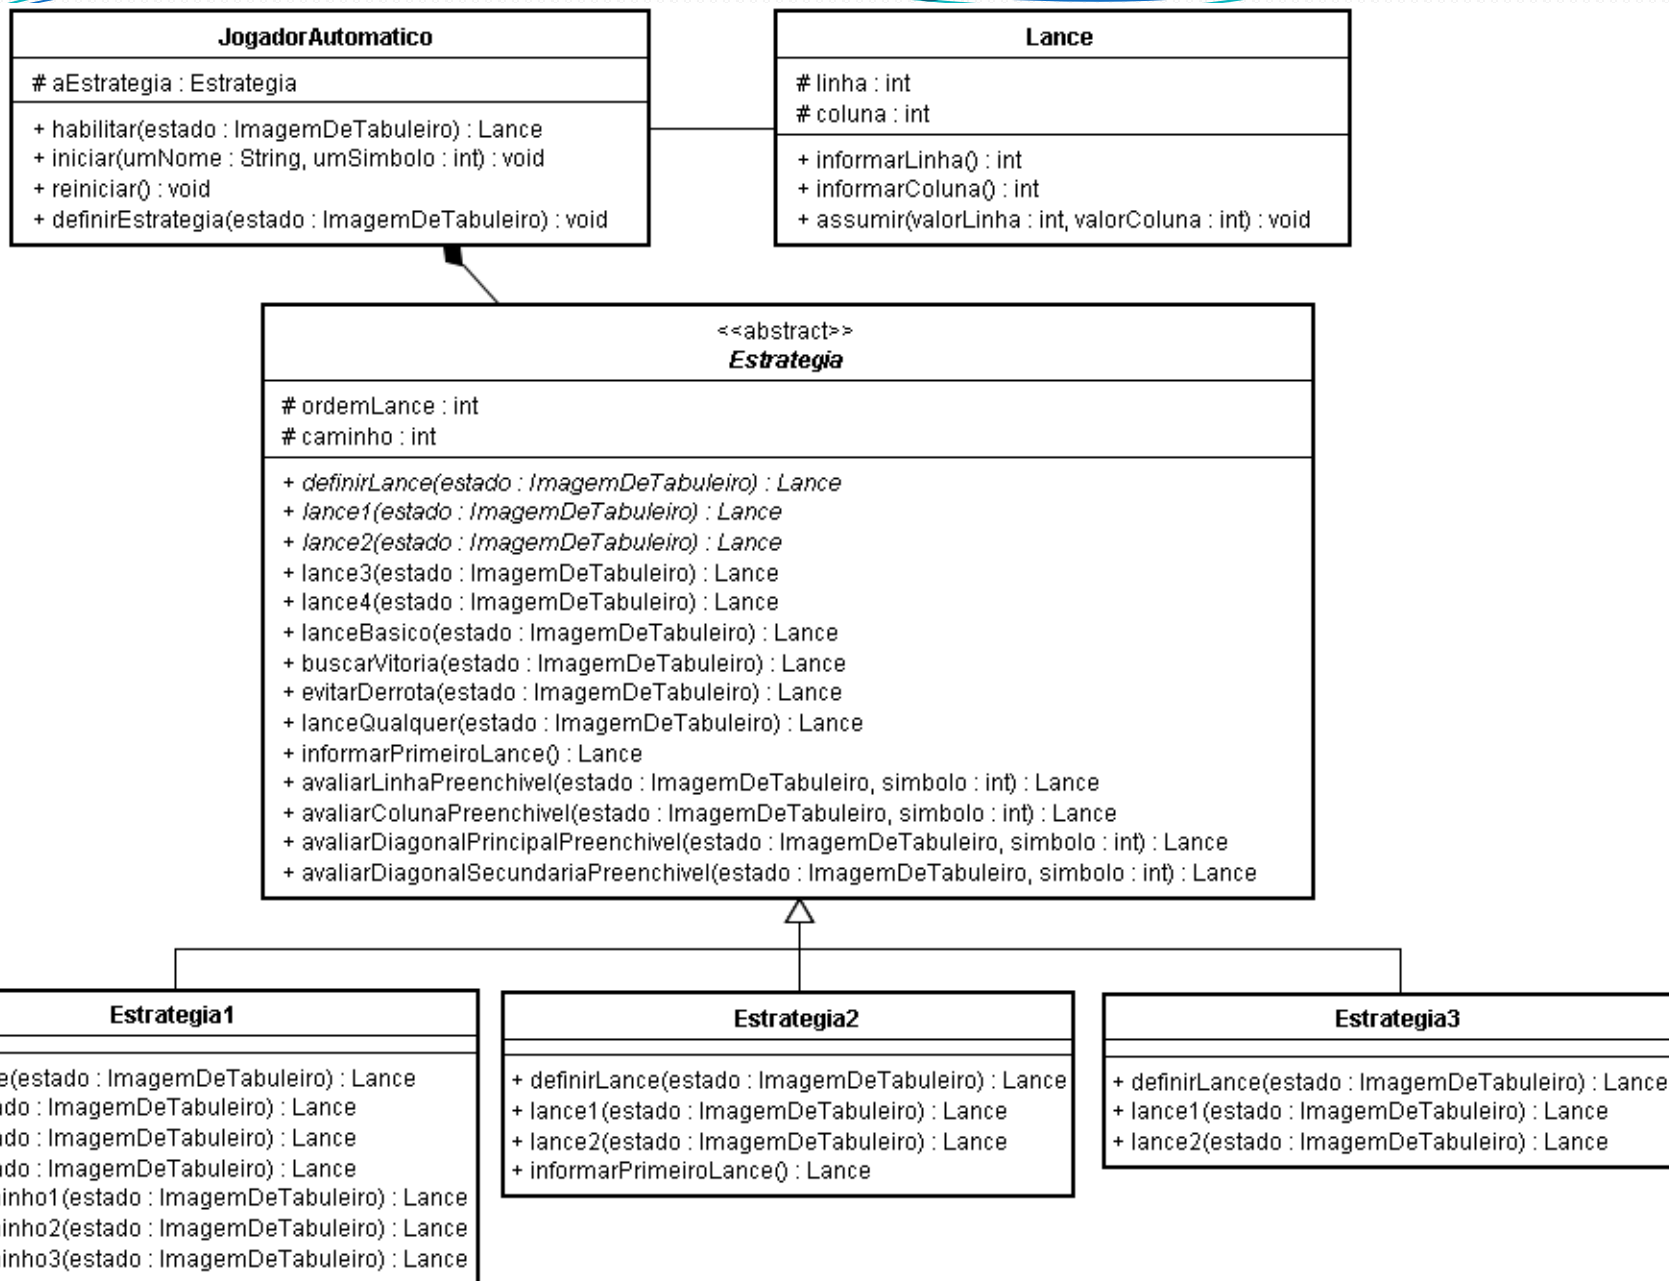 JogadorAutomatico
# aEstrategia : Estrategia
+ habilitar(estado : ImagemDeTabuleiro) : Lance
+ iniciar(umNome : String, umSimbolo : int) : void
+ reiniciar() : void
+ definirEstrategia(estado : ImagemDeTabuleiro) : void
Lance
# linha : int
# coluna : int
+ informarLinha() : int
+ informarColuna() : int
+ assumir(valorLinha : int, valorColuna : int) : void
<<abstract>>
Estrategia
# ordemLance : int
# caminho : int
+ definirLance(estado : ImagemDeTabuleiro) : Lance
+ lance1(estado : ImagemDeTabuleiro) : Lance
+ lance2(estado : ImagemDeTabuleiro) : Lance
+ lance3(estado : ImagemDeTabuleiro) : Lance
+ lance4(estado : ImagemDeTabuleiro) : Lance
+ lanceBasico(estado : ImagemDeTabuleiro) : Lance
+ buscarVitoria(estado : ImagemDeTabuleiro) : Lance
+ evitarDerrota(estado : ImagemDeTabuleiro) : Lance
+ lanceQualquer(estado : ImagemDeTabuleiro) : Lance
+ informarPrimeiroLance() : Lance
+ avaliarLinhaPreenchivel(estado : ImagemDeTabuleiro, simbolo : int) : Lance
+ avaliarColunaPreenchivel(estado : ImagemDeTabuleiro, simbolo : int) : Lance
+ avaliarDiagonalPrincipalPreenchivel(estado : ImagemDeTabuleiro, simbolo : int) : Lance
+ avaliarDiagonalSecundariaPreenchivel(estado : ImagemDeTabuleiro, simbolo : int) : Lance
Estrategia1
e(estado : ImagemDeTabuleiro) : Lance
ado : ImagemDeTabuleiro) : Lance
ado : ImagemDeTabuleiro) : Lance
ado : ImagemDeTabuleiro) : Lance
inho1(estado : ImagemDeTabuleiro) : Lance
inho2(estado : ImagemDeTabuleiro) : Lance
inho3(estado : ImagemDeTabuleiro) : Lance
Estrategia2
+ definirLance(estado : ImagemDeTabuleiro) : Lance
+ lance1(estado : ImagemDeTabuleiro) : Lance
+ lance2(estado : ImagemDeTabuleiro) : Lance
+ informarPrimeiroLance() : Lance
Estrategia3
+ definirLance(estado : ImagemDeTabuleiro) : Lance
+ lance1(estado : ImagemDeTabuleiro) : Lance
+ lance2(estado : ImagemDeTabuleiro) : Lance